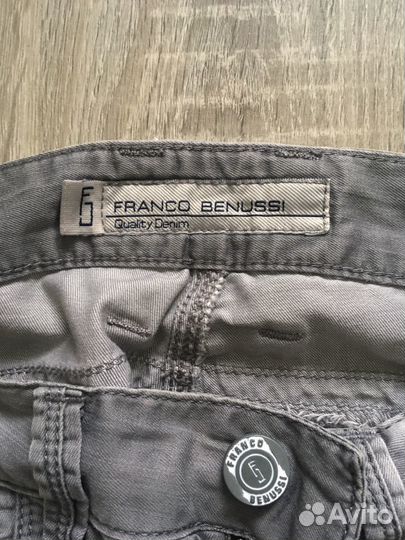 FRANCO BENUSSI
Quality Denim
FRANCO
BENUSSI
Avito